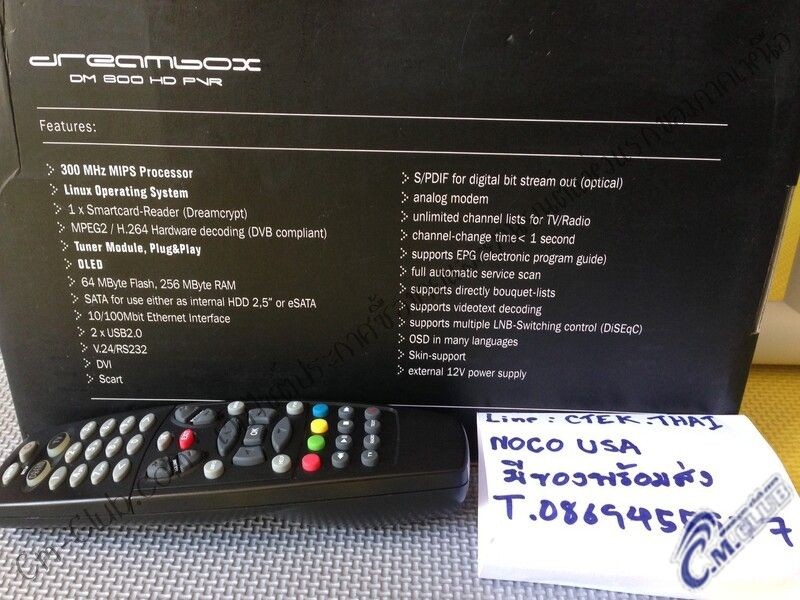 dreambox
DM 800 HD PVR
Features:
300 MHz MIPS Processor
Linux Operating System
1 x Smartcard-Reader (Dreamcrypt)
MPEG2 / H.264 Hardware decoding (DVB compliant)
Tuner Module, Plug&Play
OLED
64 MByte Flash, 256 MByte RAM
SATA for use either as internal HDD 2,5" or eSATA
10/100Mbit Ethernet Interface
2 x USB2.0
V.24/RS232
DVI
Scart
S/PDIF for digital bit stream out (optical)
analog modem
unlimited channel lists for TV/Radio
channel-change time< 1 second
supports EPG (electronic program guide)
full automatic service scan
supports directly bouquet-lists
supports videotext decoding
supports multiple LNB-Switching control (DiSEqC)
OSD in many languages
Skin-support
external 12V power supply
Line : CTEK.THAI
NOCO USA
มีของพร้อมส่ง
T.0869455 7
C.M.CLUB
Cm-Club.com